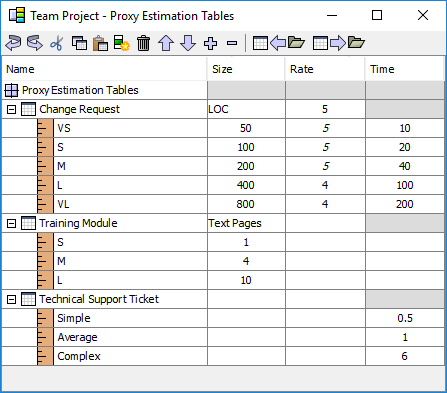 Team Project - Proxy Estimation Tables
Name Size Rate Time
Proxy Estimation Tables
Change Request LOC 5
VS 50 5 10
S 100 5 20
M 200 5 40
L 400 4 100
VL 800 4 200
Training Module Text Pages
S 1
M 4
L 10
Technical Support Ticket
Simple 0.5
Average 1
Complex 6